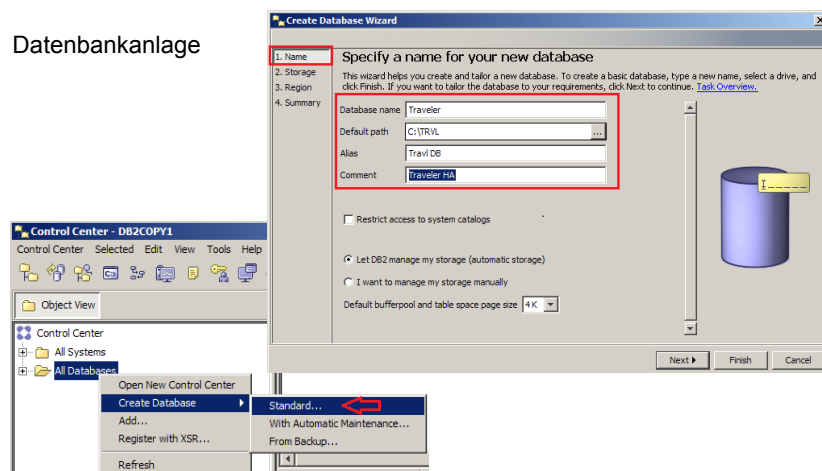 Datenbankanlage
Create Database Wizard
1. Name
2. Storage
3. Region
4. Summary
Specify a name for your new database
This wizard helps you create and tailor a new database. To create a basic database, type a new name, select a drive, and
click Finish. If you want to tailor the database to your requirements, click Next to continue. Task Overview.
Database name Traveler
Default path C:\TRVL ...
Alias Travl DB
Comment Traveler HA
Restrict access to system catalogs
Let DB2 manage my storage (automatic storage)
I want to manage my storage manually
Default bufferpool and table space page size 4 K
Next Finish Cancel
Control Center - DB2COPY1
Control Center Selected Edit View Tools Help
Object View
Control Center
All Systems
All Databases
Open New Control Center
Create Database
Add...
Register with XSR...
Refresh
Standard...
With Automatic Maintenance...
From Backup...